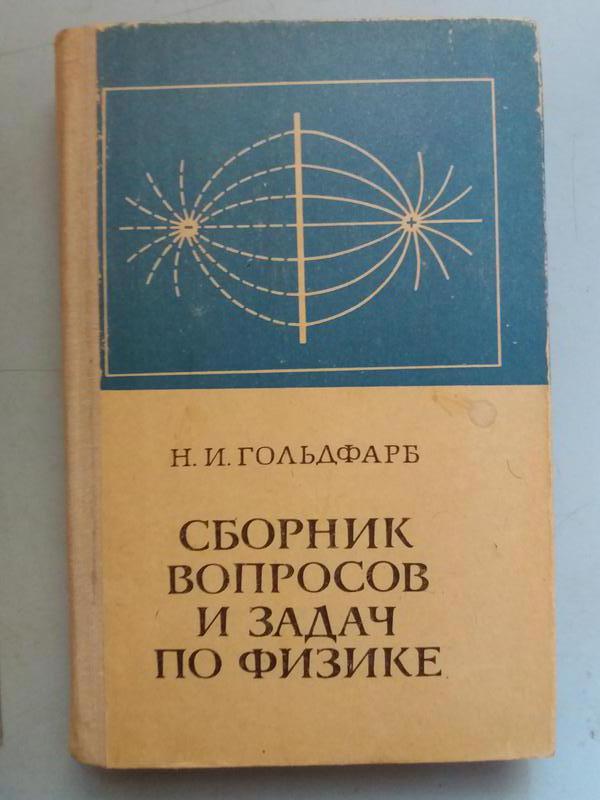 -
+
Н. И. ГОЛЬДФАРБ
СБОРНИК
ВОПРОСОВ
И ЗАДАЧ
ПО ФИЗИКЕ